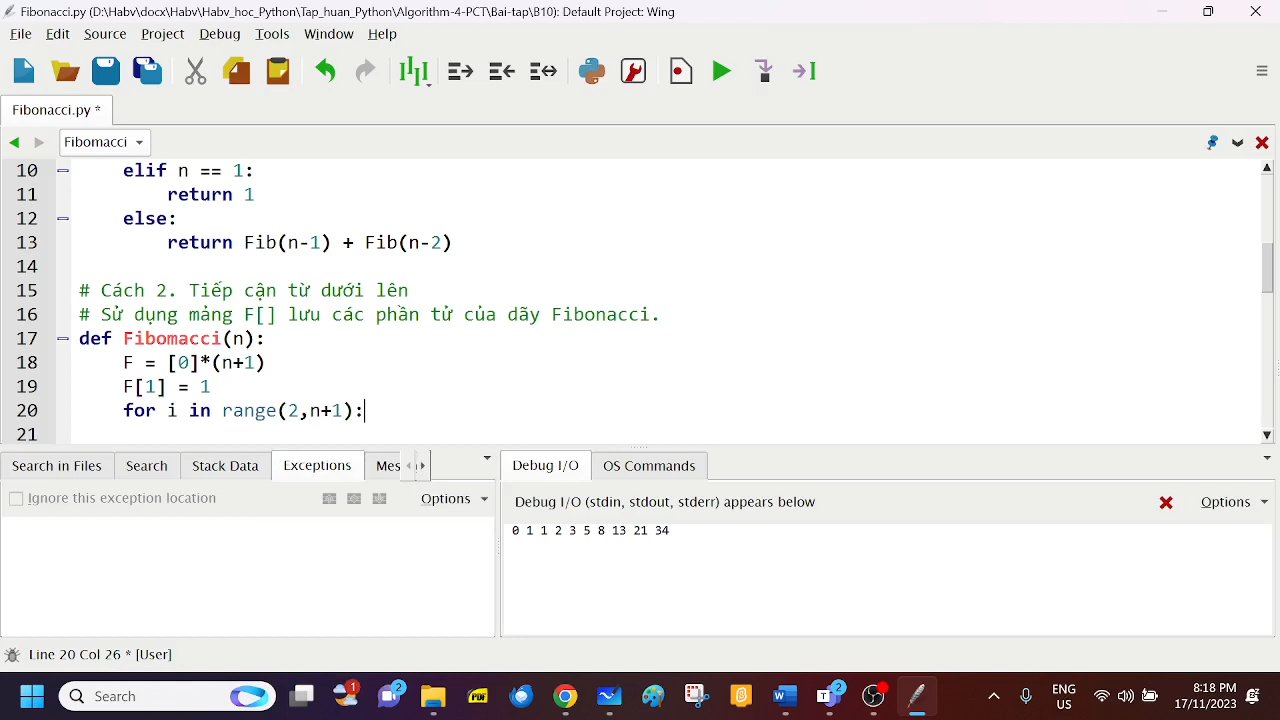 Fibonacci.py (D:\Habv\docx\Habv_hoc_Python\Tap_huan_Python\Algorithm-4-PCT\Bai-tap\B10): Default Project: Wing
File Edit Source Project Debug Tools Window Help
Fibonacci.py *
Fibomacci
10 elif n == 1:
11 return 1
12 else:
13 return Fib(n-1) + Fib(n-2)
14
15 # Cách 2. Tiếp cận từ dưới lên
16 # Sử dụng mảng F[] lưu các phần tử của dãy Fibonacci.
17 def Fibomacci(n):
18 F = [0]*(n+1)
19 F[1] = 1
20 for i in range(2,n+1):
21
Search in Files Search Stack Data Exceptions Mes
Ignore this exception location Options
Debug I/O OS Commands
Debug I/O (stdin, stdout, stderr) appears below Options
0 1 1 2 3 5 8 13 21 34
Line 20 Col 26 * [User]
Search
1
2
PDF
2
ENG
US
8:18 PM
17/11/2023